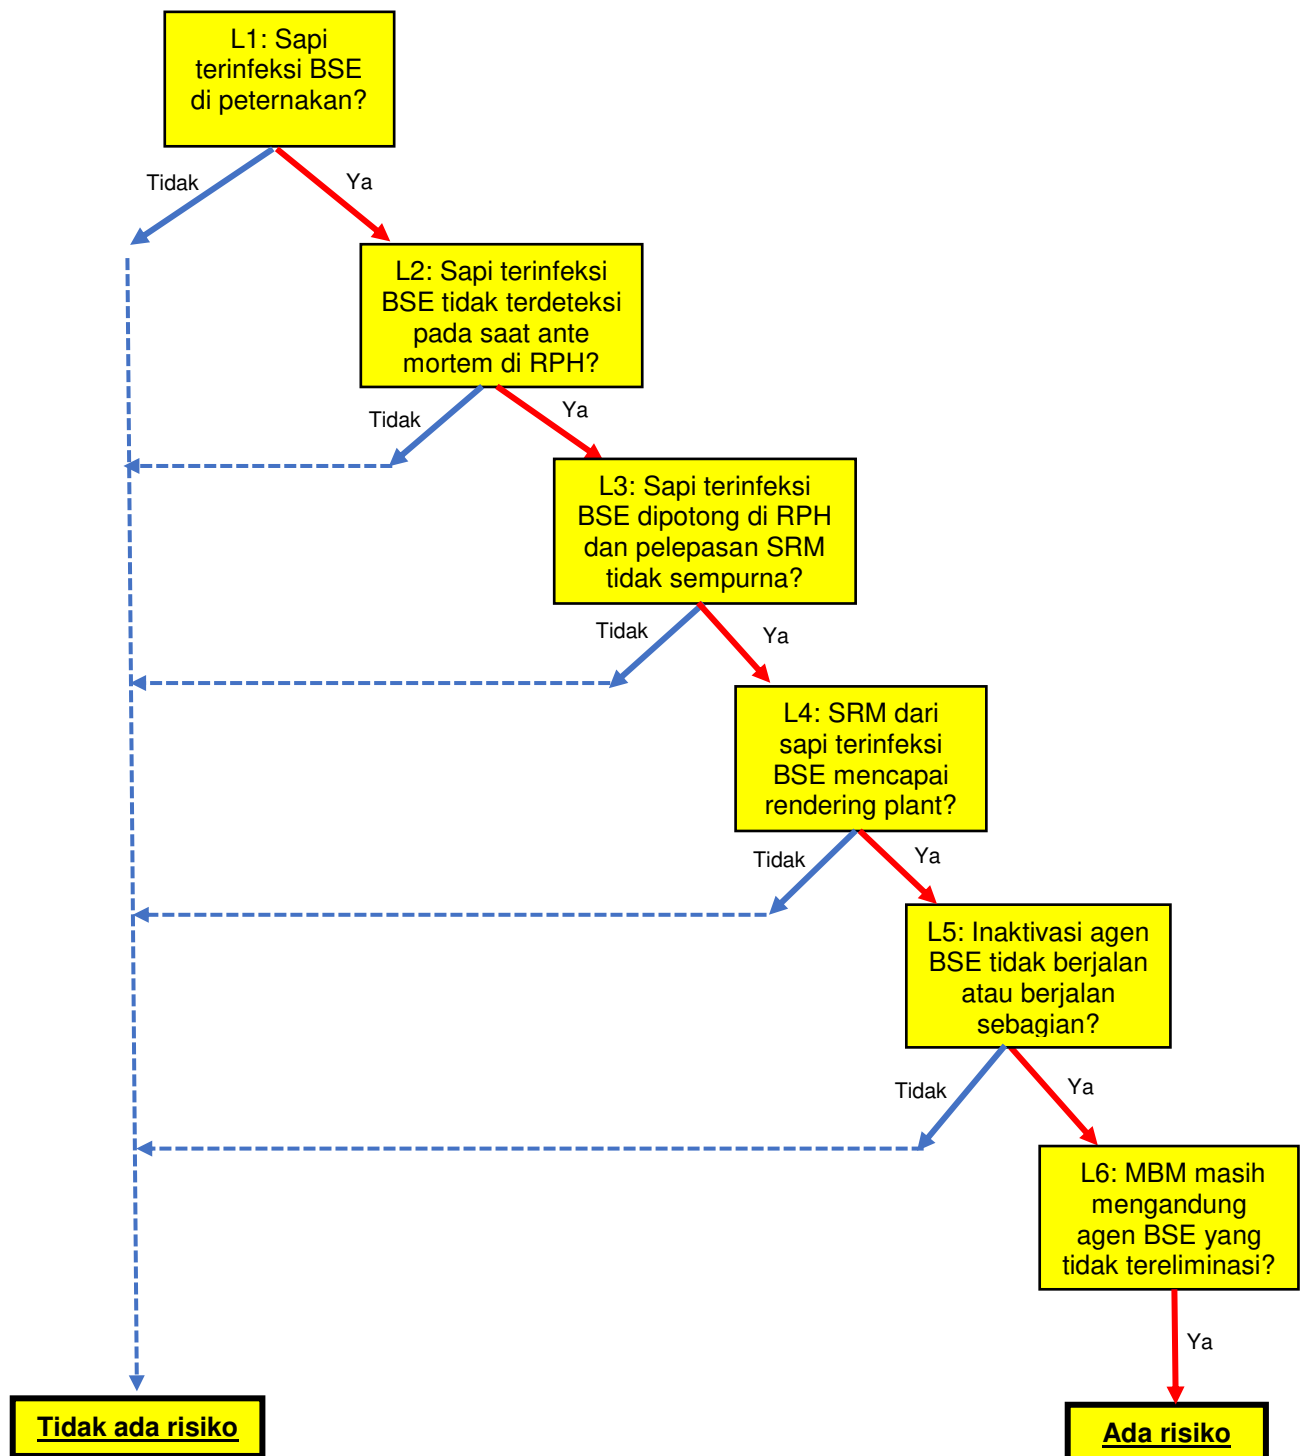 L1: Sapi
terinfeksi BSE
di peternakan?
Tidak
Ya
L2: Sapi terinfeksi
BSE tidak terdeteksi
pada saat ante
mortem di RPH?
Tidak
Ya
L3: Sapi terinfeksi
BSE dipotong di RPH
dan pelepasan SRM
tidak sempurna?
Tidak
Ya
L4: SRM dari
sapi terinfeksi
BSE mencapai
rendering plant?
Tidak
Ya
L5: Inaktivasi agen
BSE tidak berjalan
atau berjalan
sebagian?
Tidak
Ya
L6: MBM masih
mengandung
agen BSE yang
tidak tereliminasi?
Ya
Tidak ada risiko
Ada risiko